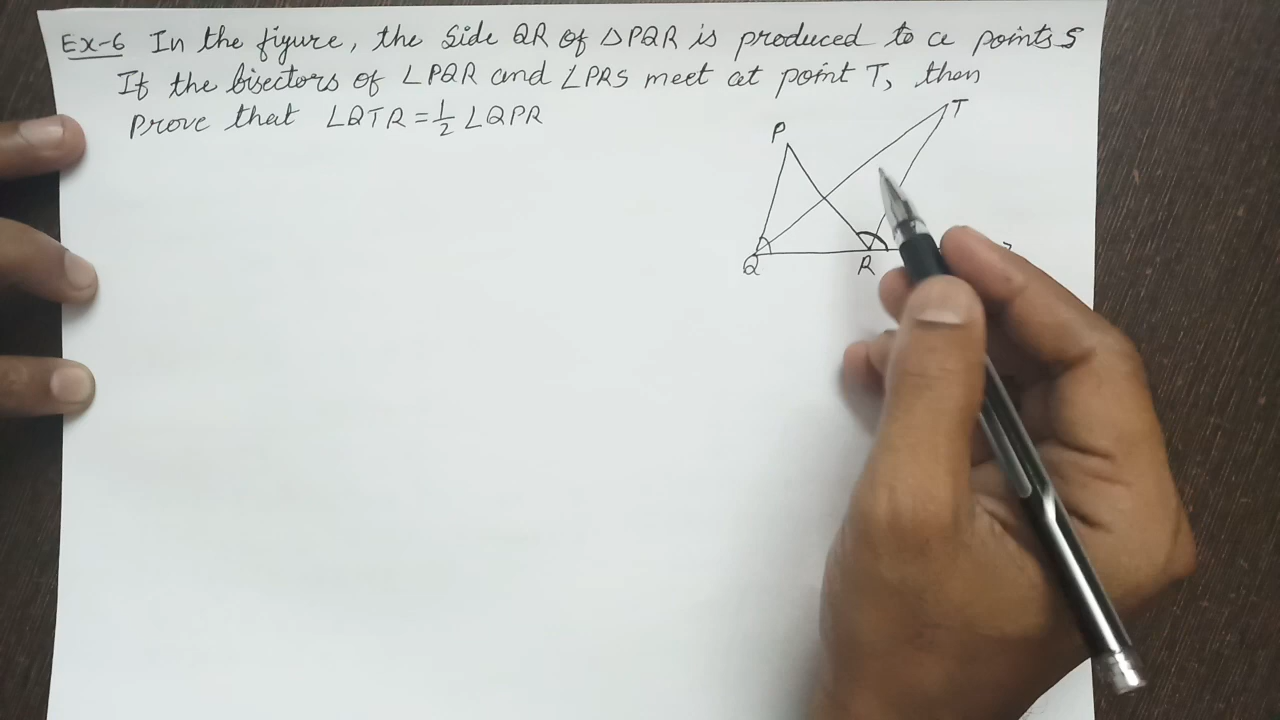 Ex-6 In the figure, the side QR of △PQR is produced to a points S
If the bisectors of ∠PQR and ∠PRS meet at point T, then
Prove that ∠QTR = 1/2 ∠QPR
T
P
Q R